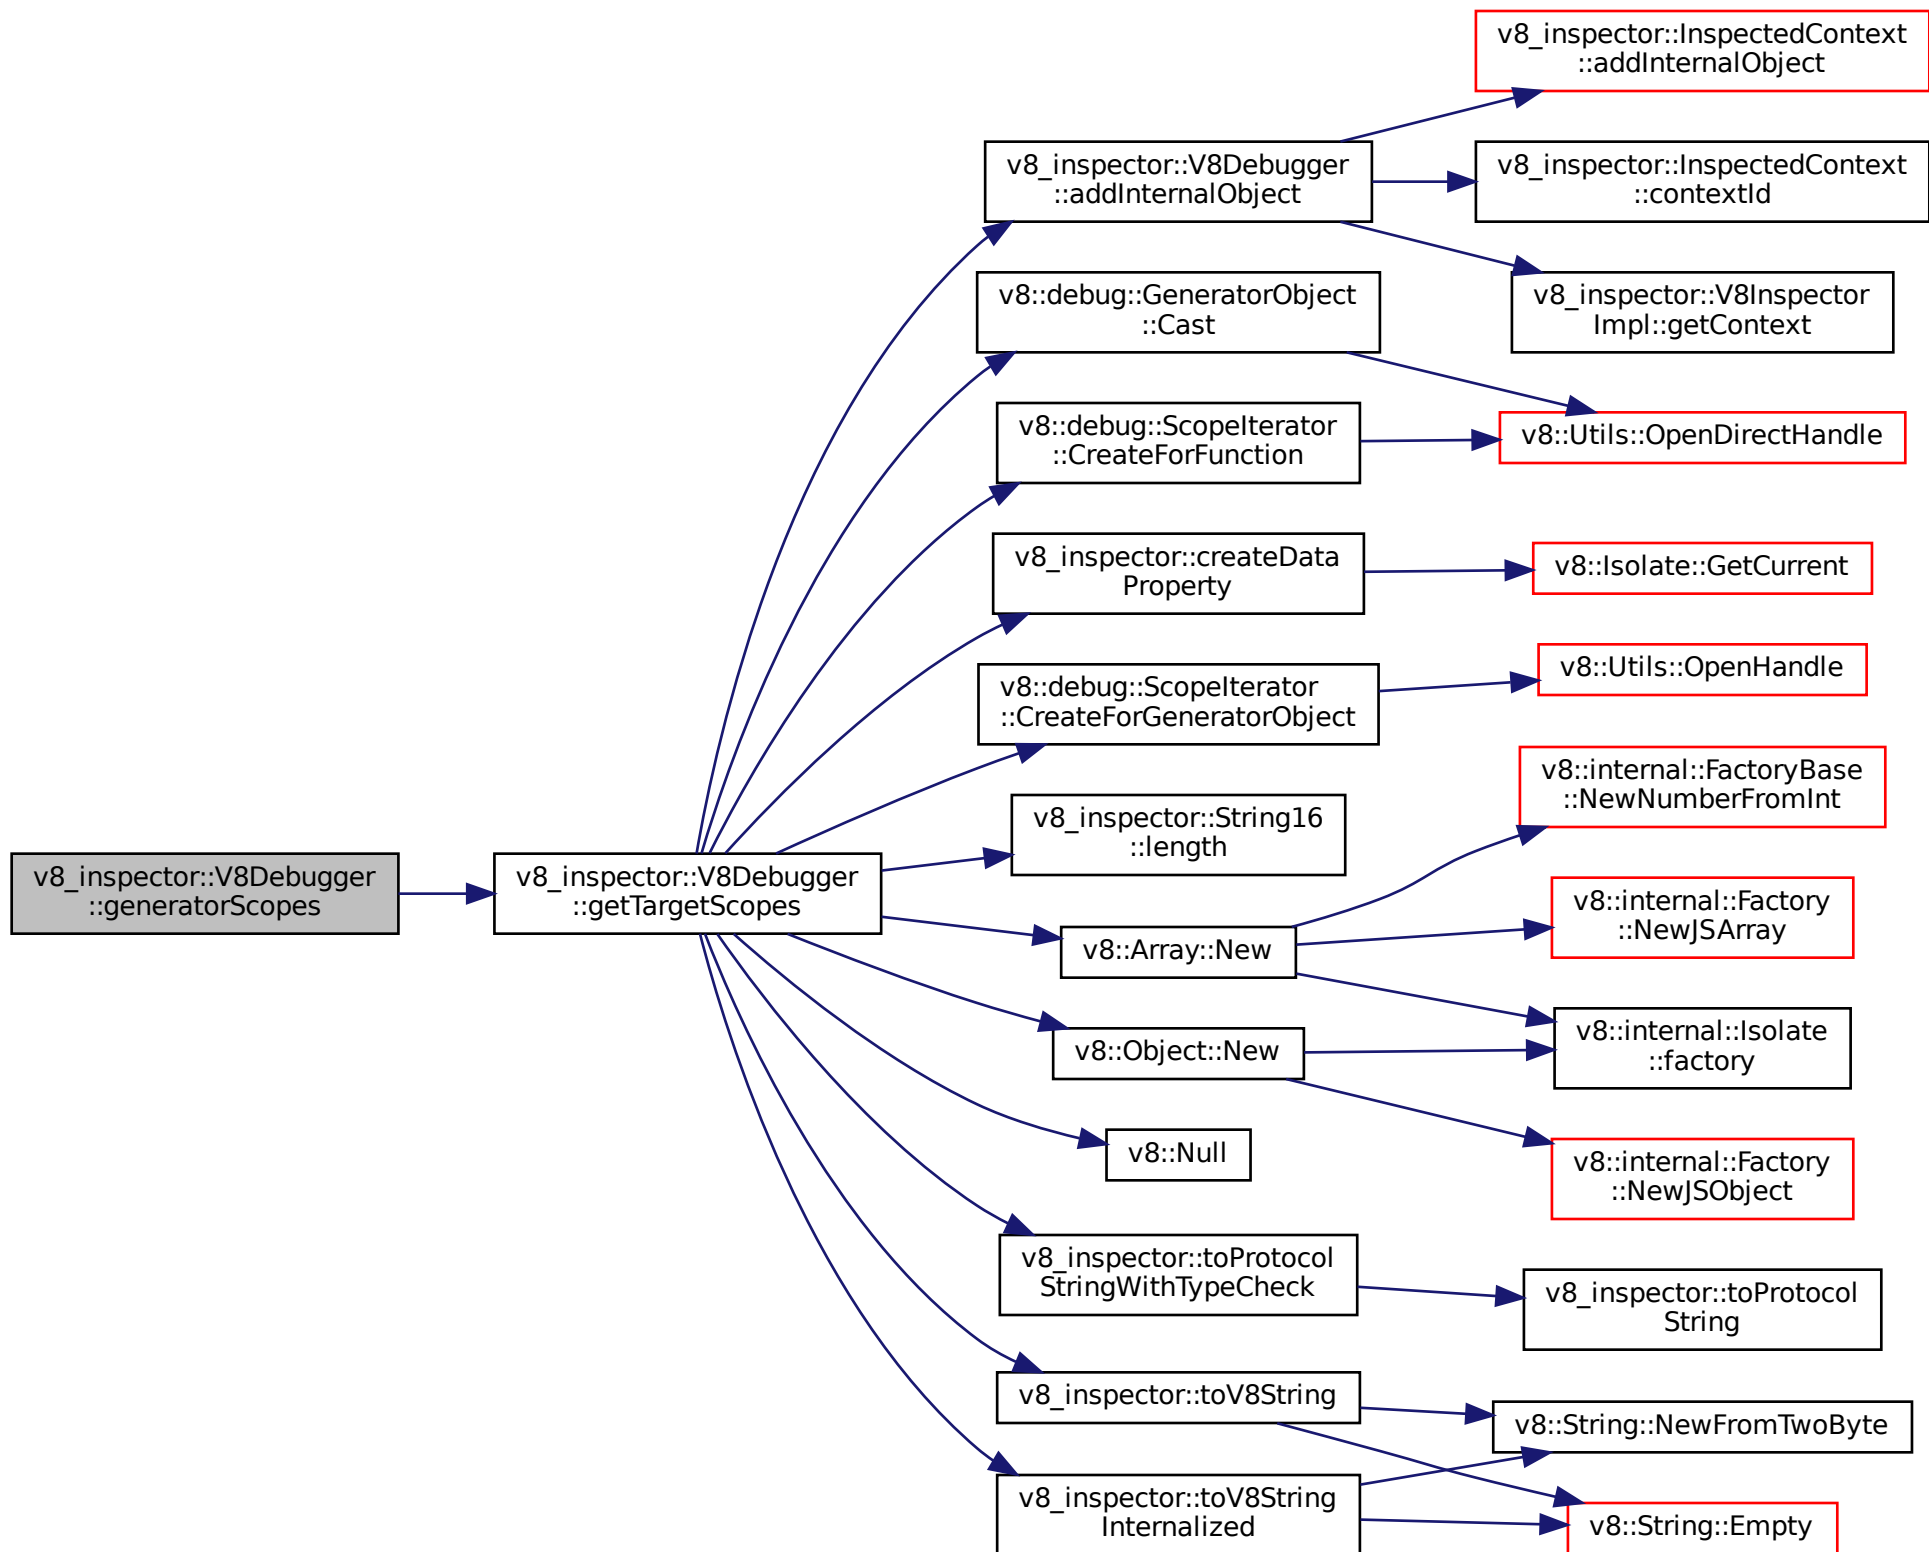 v8_inspector::InspectedContext
::addInternalObject
v8_inspector::V8Debugger
::addInternalObject
v8_inspector::InspectedContext
::contextId
v8::debug::GeneratorObject
::Cast
v8_inspector::V8Inspector
Impl::getContext
v8::debug::ScopeIterator
::CreateForFunction
v8::Utils::OpenDirectHandle
v8_inspector::createData
Property
v8::Isolate::GetCurrent
v8::debug::ScopeIterator
::CreateForGeneratorObject
v8::Utils::OpenHandle
v8::internal::FactoryBase
::NewNumberFromInt
v8_inspector::String16
::length
v8_inspector::V8Debugger
::generatorScopes
v8_inspector::V8Debugger
::getTargetScopes
v8::internal::Factory
::NewJSArray
v8::Array::New
v8::internal::Isolate
::factory
v8::Object::New
v8::Null
v8::internal::Factory
::NewJSObject
v8_inspector::toProtocol
StringWithTypeCheck
v8_inspector::toProtocol
String
v8_inspector::toV8String
v8::String::NewFromTwoByte
v8_inspector::toV8String
Internalized
v8::String::Empty